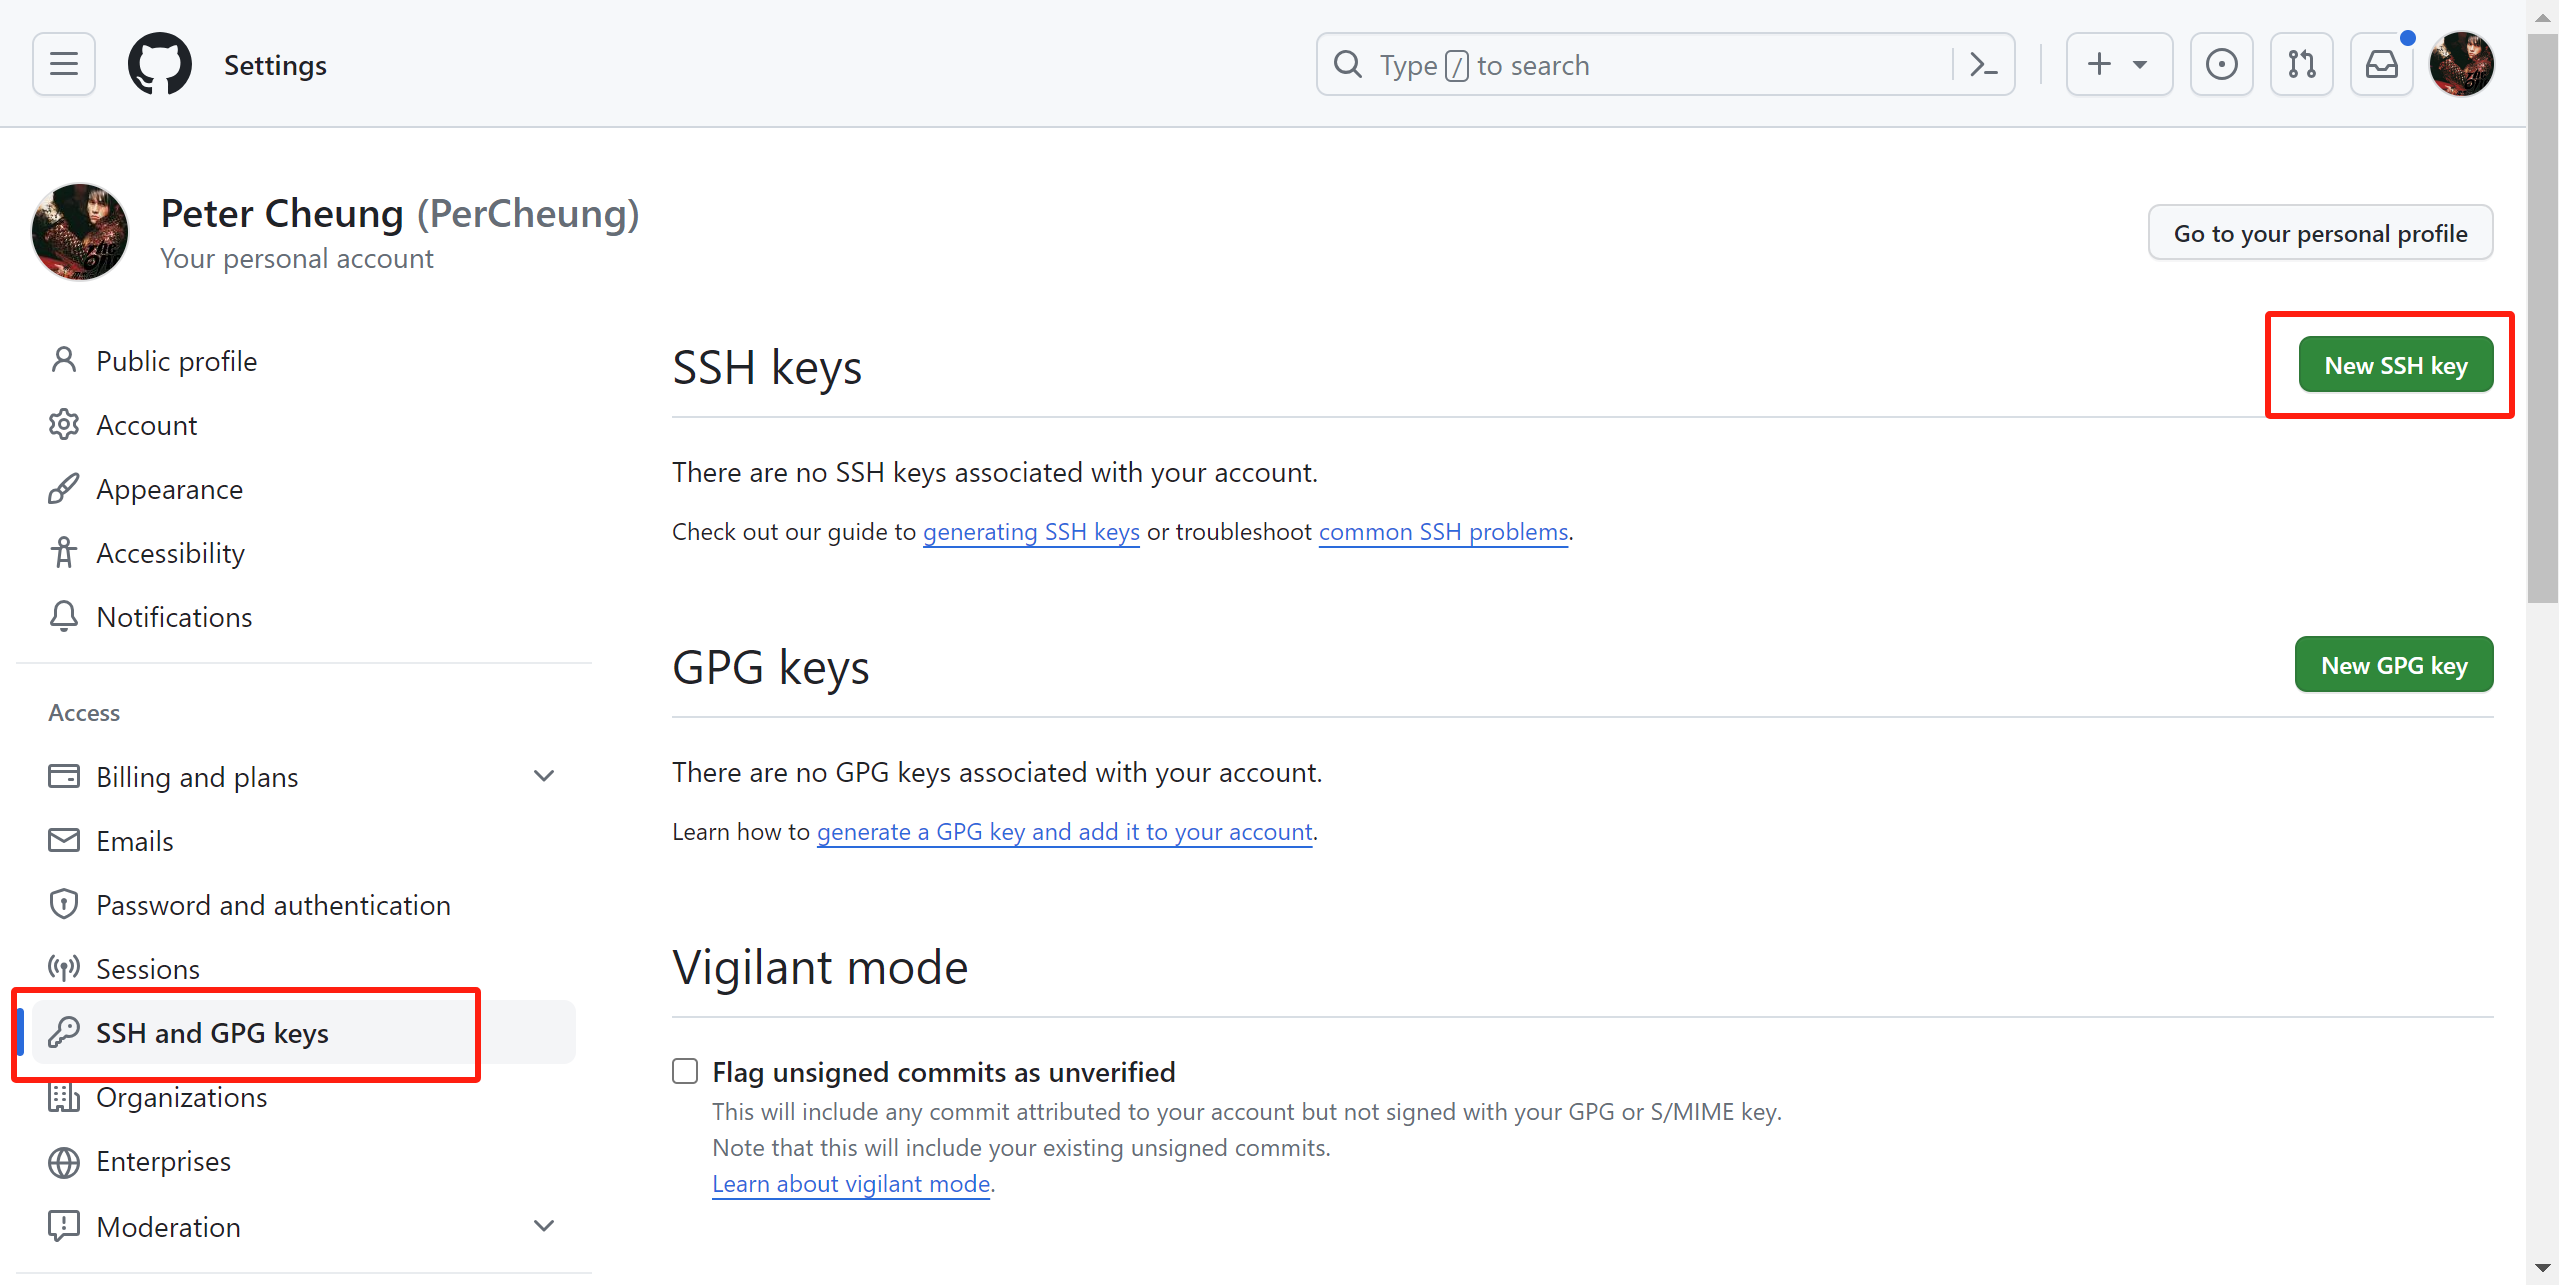 Settings
Type / to search
Peter Cheung (PerCheung)
Your personal account
Go to your personal profile
Public profile
Account
Appearance
Accessibility
Notifications
Access
Billing and plans
Emails
Password and authentication
Sessions
SSH and GPG keys
Organizations
Enterprises
Moderation
SSH keys
New SSH key
There are no SSH keys associated with your account.
Check out our guide to generating SSH keys or troubleshoot common SSH problems.
GPG keys
New GPG key
There are no GPG keys associated with your account.
Learn how to generate a GPG key and add it to your account.
Vigilant mode
Flag unsigned commits as unverified
This will include any commit attributed to your account but not signed with your GPG or S/MIME key.
Note that this will include your existing unsigned commits.
Learn about vigilant mode.